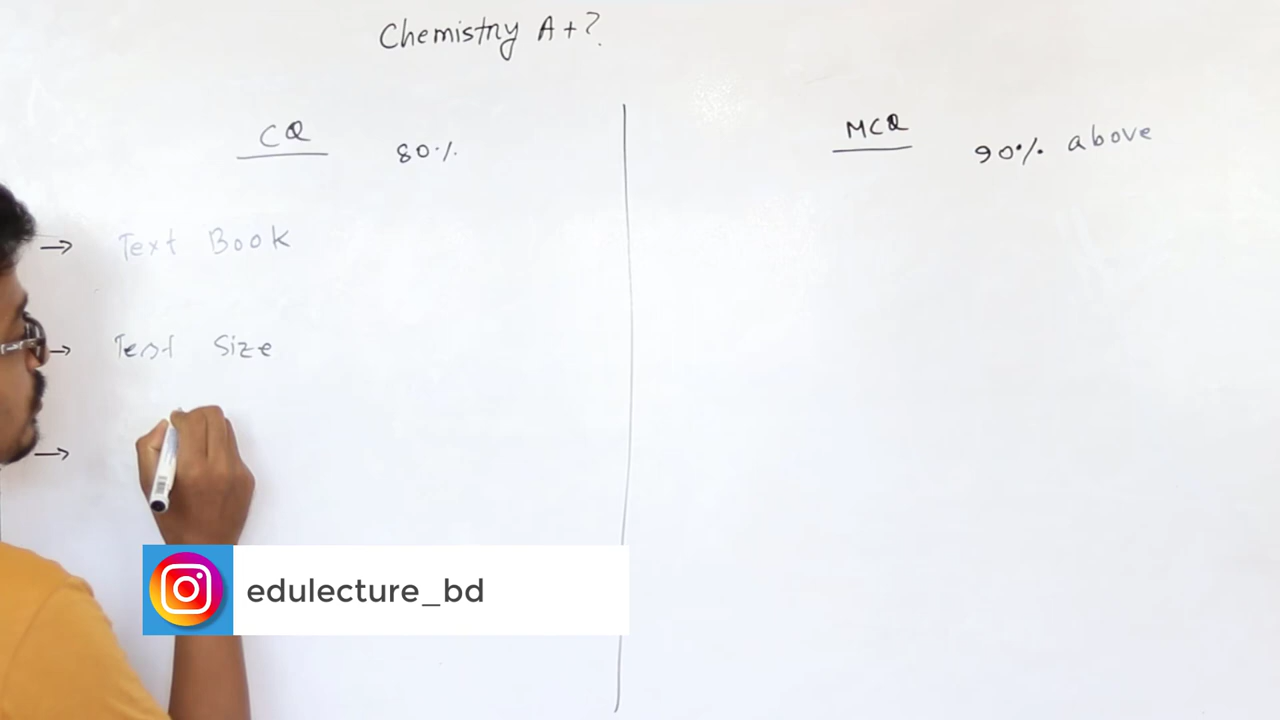 Chemistry A+?
CQ 80%
Text Book
Test Size
MCQ 90% above
edulecture_bd